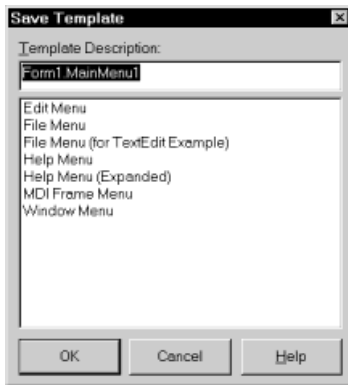 Save Template
Template Description:
Form1.MainMenu1
Edit Menu
File Menu
File Menu (for TextEdit Example)
Help Menu
Help Menu (Expanded)
MDI Frame Menu
Window Menu
OK
Cancel
Help